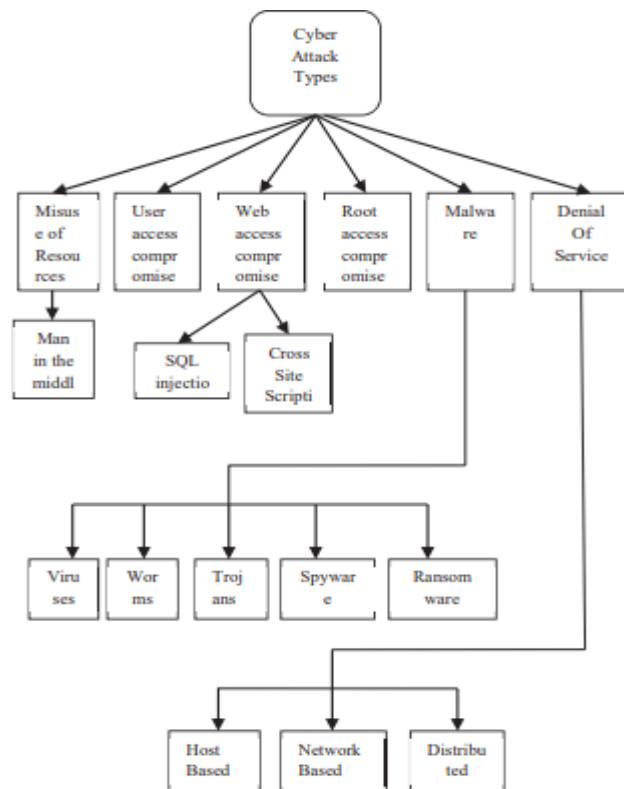 Cyber
Attack
Types
Misus
e of
Resou
rces
User
access
compr
omise
Web
access
compr
omise
Root
access
compr
omise
Malwa
re
Denial
Of
Service
Man
in the
middl
SQL
injectio
Cross
Site
Scripti
Viru
ses
Wor
ms
Troj
ans
Spywar
e
Ransom
ware
Host
Based
Network
Based
Distribu
ted